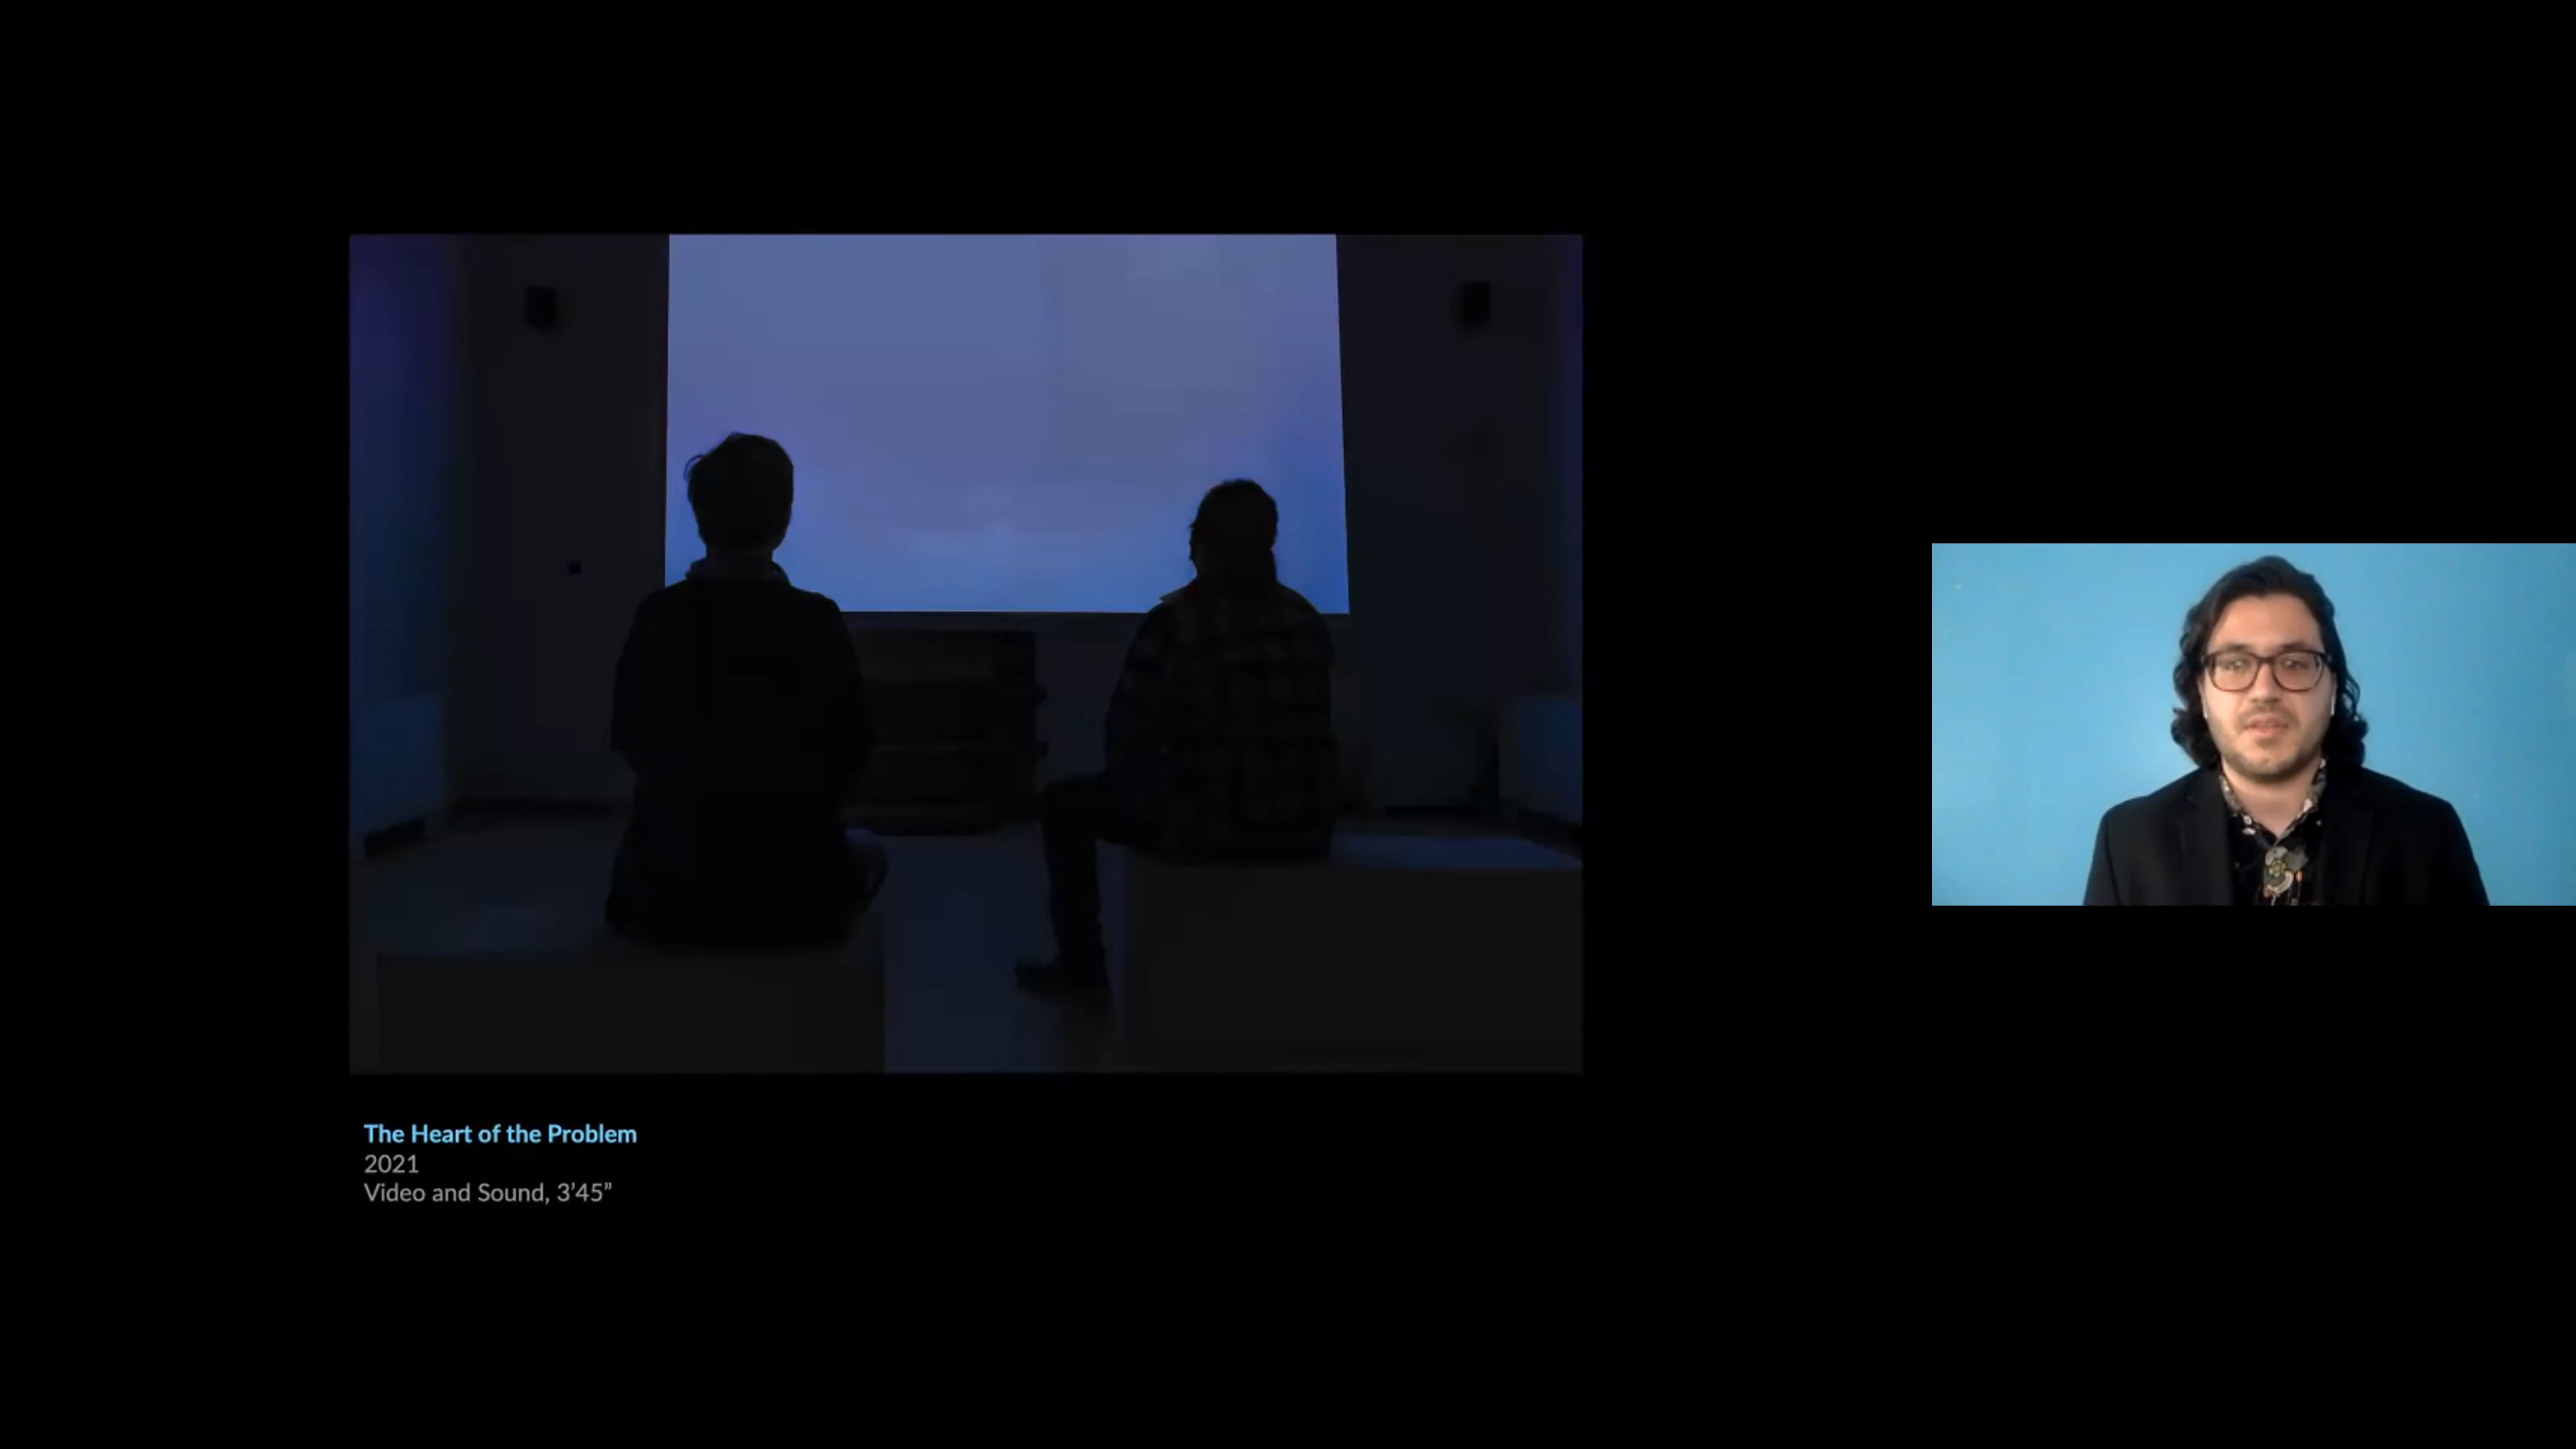 The Heart of the Problem
2021
Video and Sound, 3’45”